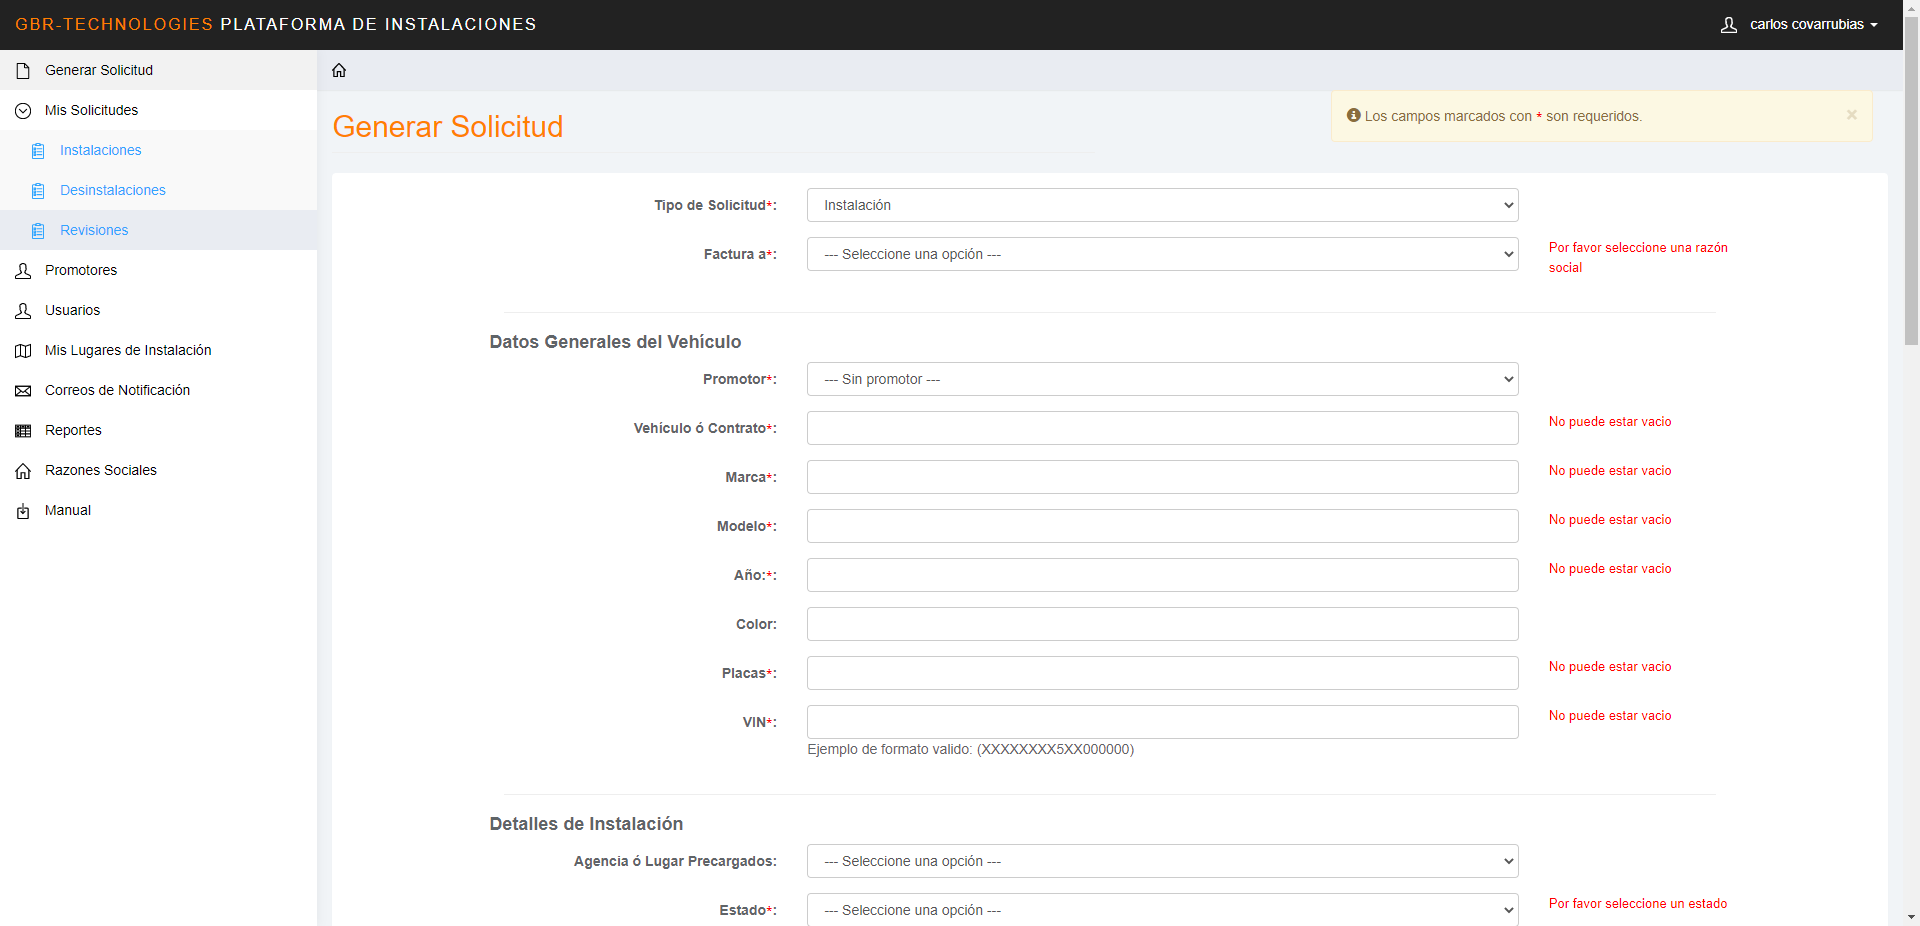 GBR-TECHNOLOGIES PLATAFORMA DE INSTALACIONES
carlos covarrubias
Generar Solicitud
Mis Solicitudes
Instalaciones
Desinstalaciones
Revisiones
Promotores
Usuarios
Mis Lugares de Instalación
Correos de Notificación
Reportes
Razones Sociales
Manual
Generar Solicitud
Los campos marcados con * son requeridos.
×
Tipo de Solicitud*:
Instalación
Factura a*:
--- Seleccione una opción ---
Por favor seleccione una razón
social
Datos Generales del Vehículo
Promotor*:
--- Sin promotor ---
Vehículo ó Contrato*:
No puede estar vacio
Marca*:
No puede estar vacio
Modelo*:
No puede estar vacio
Año:*:
No puede estar vacio
Color:
Placas*:
No puede estar vacio
VIN*:
No puede estar vacio
Ejemplo de formato valido: (XXXXXXXX5XX000000)
Detalles de Instalación
Agencia ó Lugar Precargados:
--- Seleccione una opción ---
Estado*:
--- Seleccione una opción ---
Por favor seleccione un estado